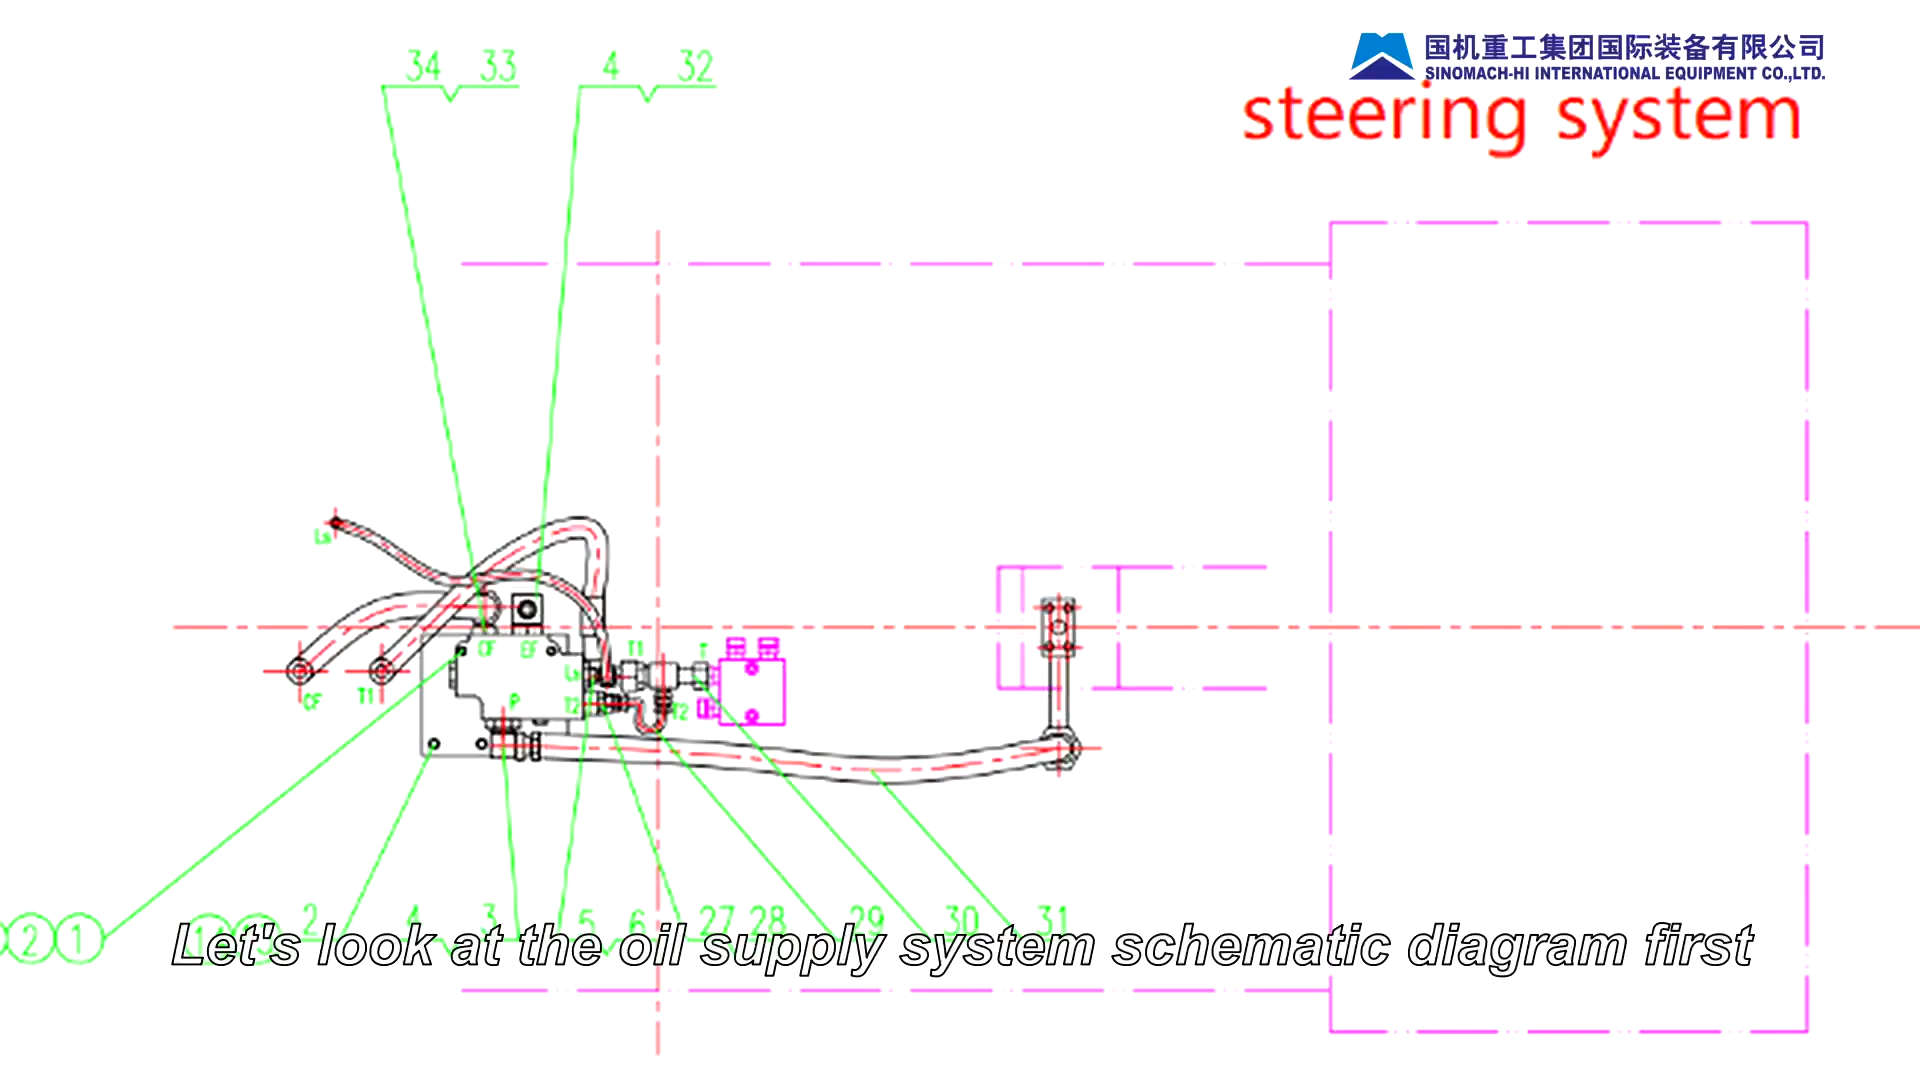 34 33
4 32
国机重工集团国际装备有限公司
SINOMACH-HI INTERNATIONAL EQUIPMENT CO.,LTD.
steering system
Ls
CF EF
T1 T
Ls
CF T1
P
T2 T2
2 1 2 4 3 5 6 27 28 29 30 31
Let's look at the oil supply system schematic diagram first